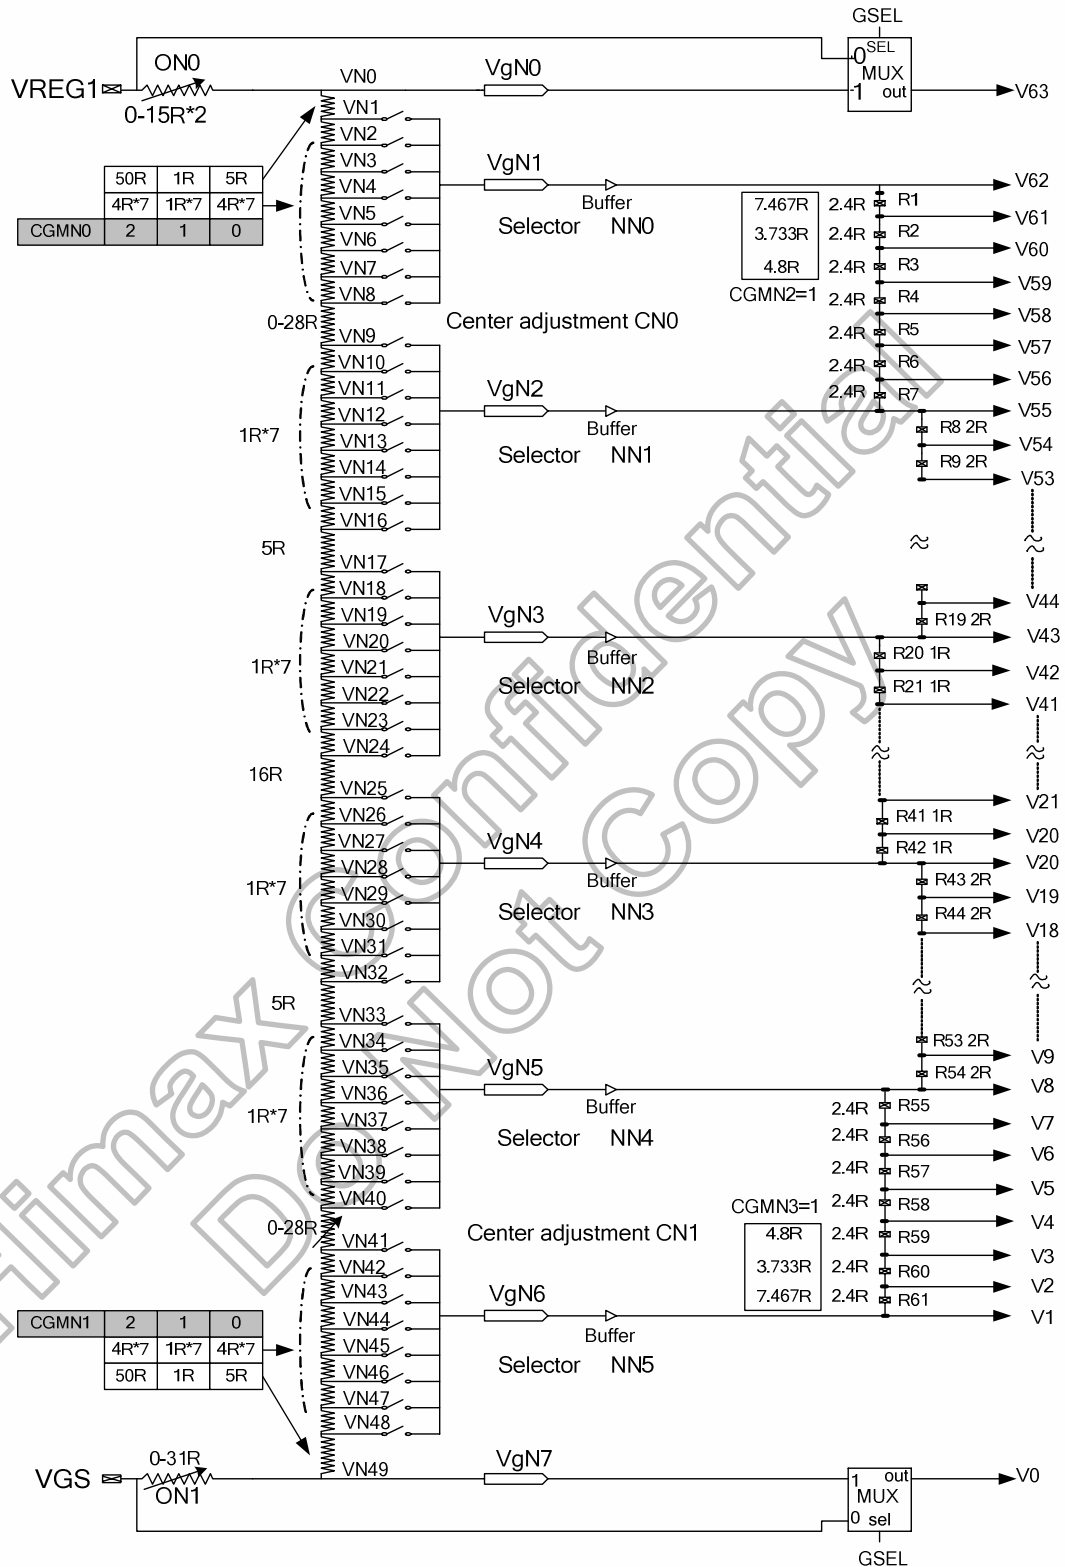 GSEL
ON0
VREG1
0-15R*2
VN0
VgN0
0 SEL
MUX
1 out
V63
VN1
VN2
VN3
VN4
VN5
VN6
VN7
VN8
50R 1R 5R
4R*7 1R*7 4R*7
CGMN0 2 1 0
VgN1
Buffer
Selector NN0
7.467R
3.733R
4.8R
CGMN2=1
V62
2.4R R1
V61
2.4R R2
V60
2.4R R3
V59
2.4R R4
V58
2.4R R5
V57
2.4R R6
V56
2.4R R7
V55
0-28R
Center adjustment CN0
VN9
VN10
VN11
VN12
VN13
VN14
VN15
VN16
1R*7
VgN2
Buffer
Selector NN1
R8 2R
V54
R9 2R
V53
5R
VN17
VN18
VN19
VN20
VN21
VN22
VN23
VN24
1R*7
VgN3
Buffer
Selector NN2
V44
R19 2R
V43
R20 1R
V42
R21 1R
V41
16R
VN25
VN26
VN27
VN28
VN29
VN30
VN31
VN32
1R*7
VgN4
Buffer
Selector NN3
V21
R41 1R
V20
R42 1R
V20
R43 2R
V19
R44 2R
V18
5R
VN33
VN34
VN35
VN36
VN37
VN38
VN39
VN40
1R*7
VgN5
Buffer
Selector NN4
R53 2R
V9
R54 2R
V8
2.4R R55
V7
2.4R R56
V6
2.4R R57
V5
2.4R R58
V4
2.4R R59
V3
2.4R R60
V2
2.4R R61
V1
0-28R
Center adjustment CN1
CGMN3=1
4.8R
3.733R
7.467R
VN41
VN42
VN43
VN44
VN45
VN46
VN47
VN48
VgN6
Buffer
Selector NN5
CGMN1 2 1 0
4R*7 1R*7 4R*7
50R 1R 5R
VGS
0-31R
ON1
VN49
VgN7
1 out
MUX
0 sel
V0
GSEL
Himax Confidential
Do Not Copy